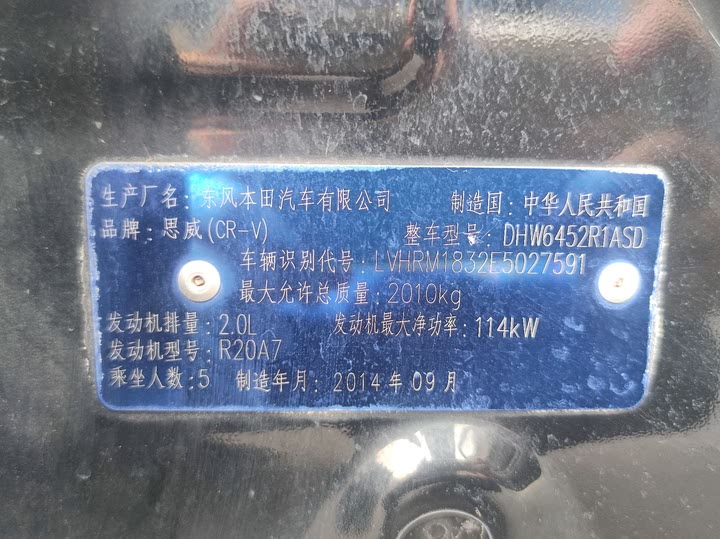 生产厂名：东风本田汽车有限公司 制造国：中华人民共和国
品牌：思威(CR-V) 整车型号：DHW6452R1ASD
车辆识别代号：LVHRM1832E5027591
最大允许总质量：2010kg
发动机排量：2.0L 发动机最大净功率：114kW
发动机型号：R20A7
乘坐人数：5 制造年月：2014年09月